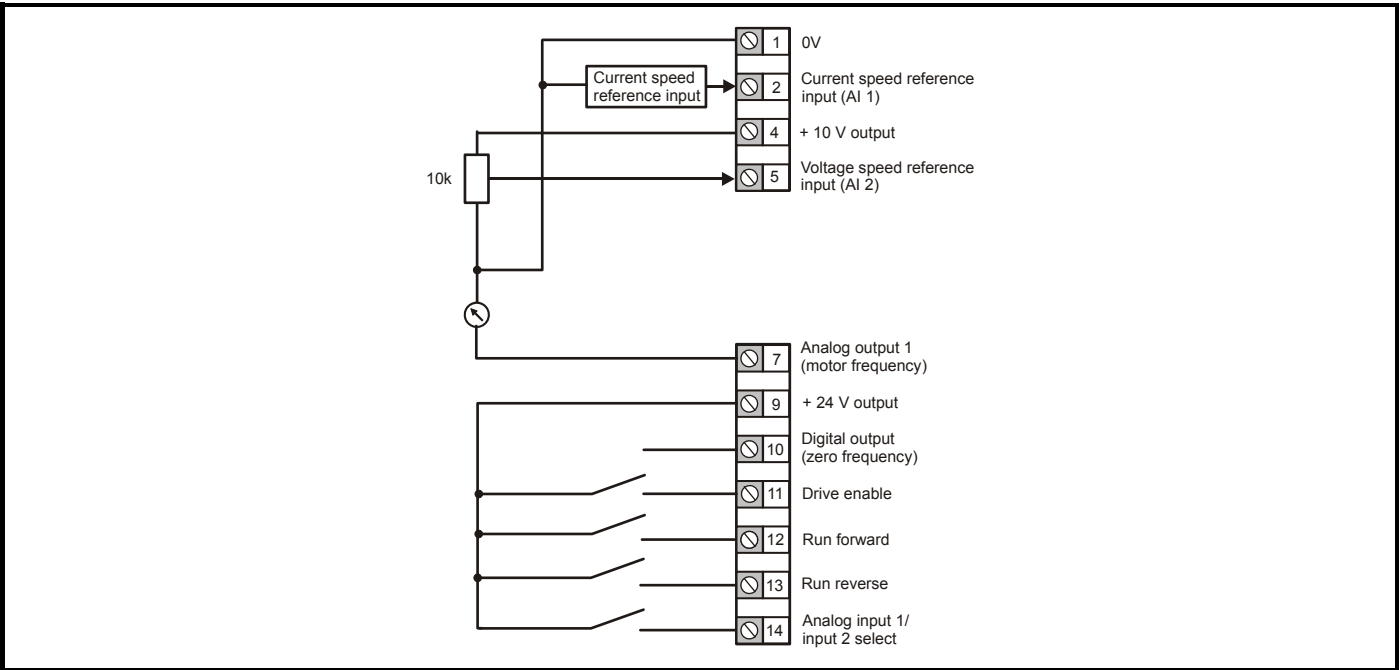 1 0V
Current speed
reference input
2 Current speed reference
input (AI 1)
4 + 10 V output
10k
5 Voltage speed reference
input (AI 2)
7 Analog output 1
(motor frequency)
9 + 24 V output
10 Digital output
(zero frequency)
11 Drive enable
12 Run forward
13 Run reverse
14 Analog input 1/
input 2 select